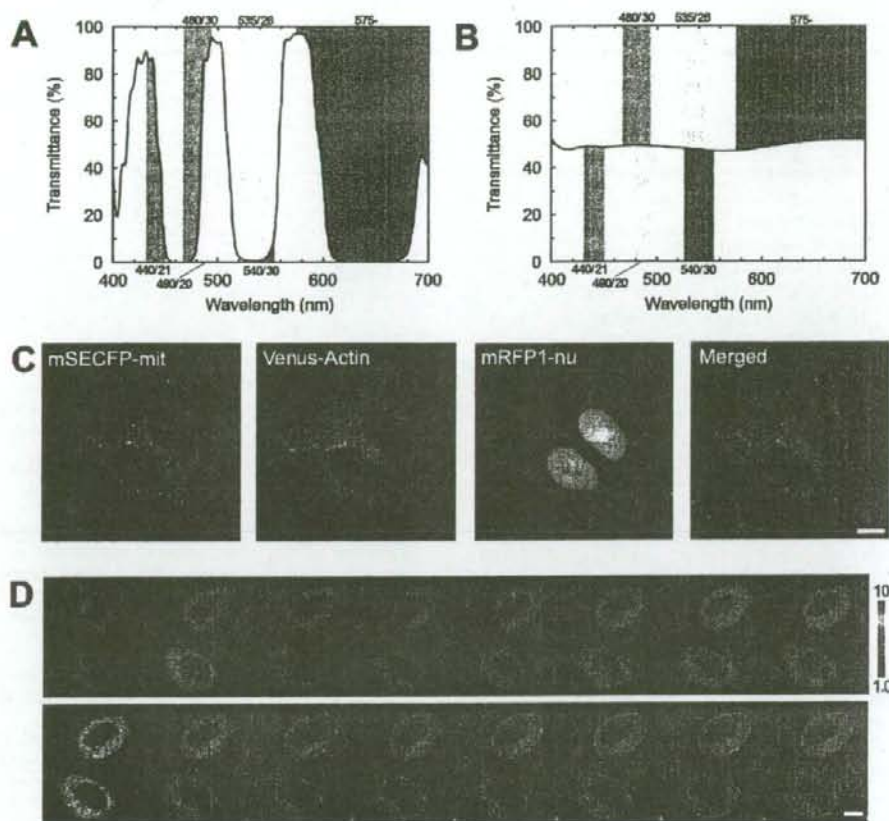 A
480/30 535/26 575-
100
80
60
40
20
0
Transmittance (%)
440/21
490/20
540/30
400 500 600 700
Wavelength (nm)
B
480/30 535/26 575-
100
80
60
40
20
0
Transmittance (%)
440/21
490/20
540/30
400 500 600 700
Wavelength (nm)
C
mSECFP-mit
Venus-Actin
mRFP1-nu
Merged
D
10
1.0